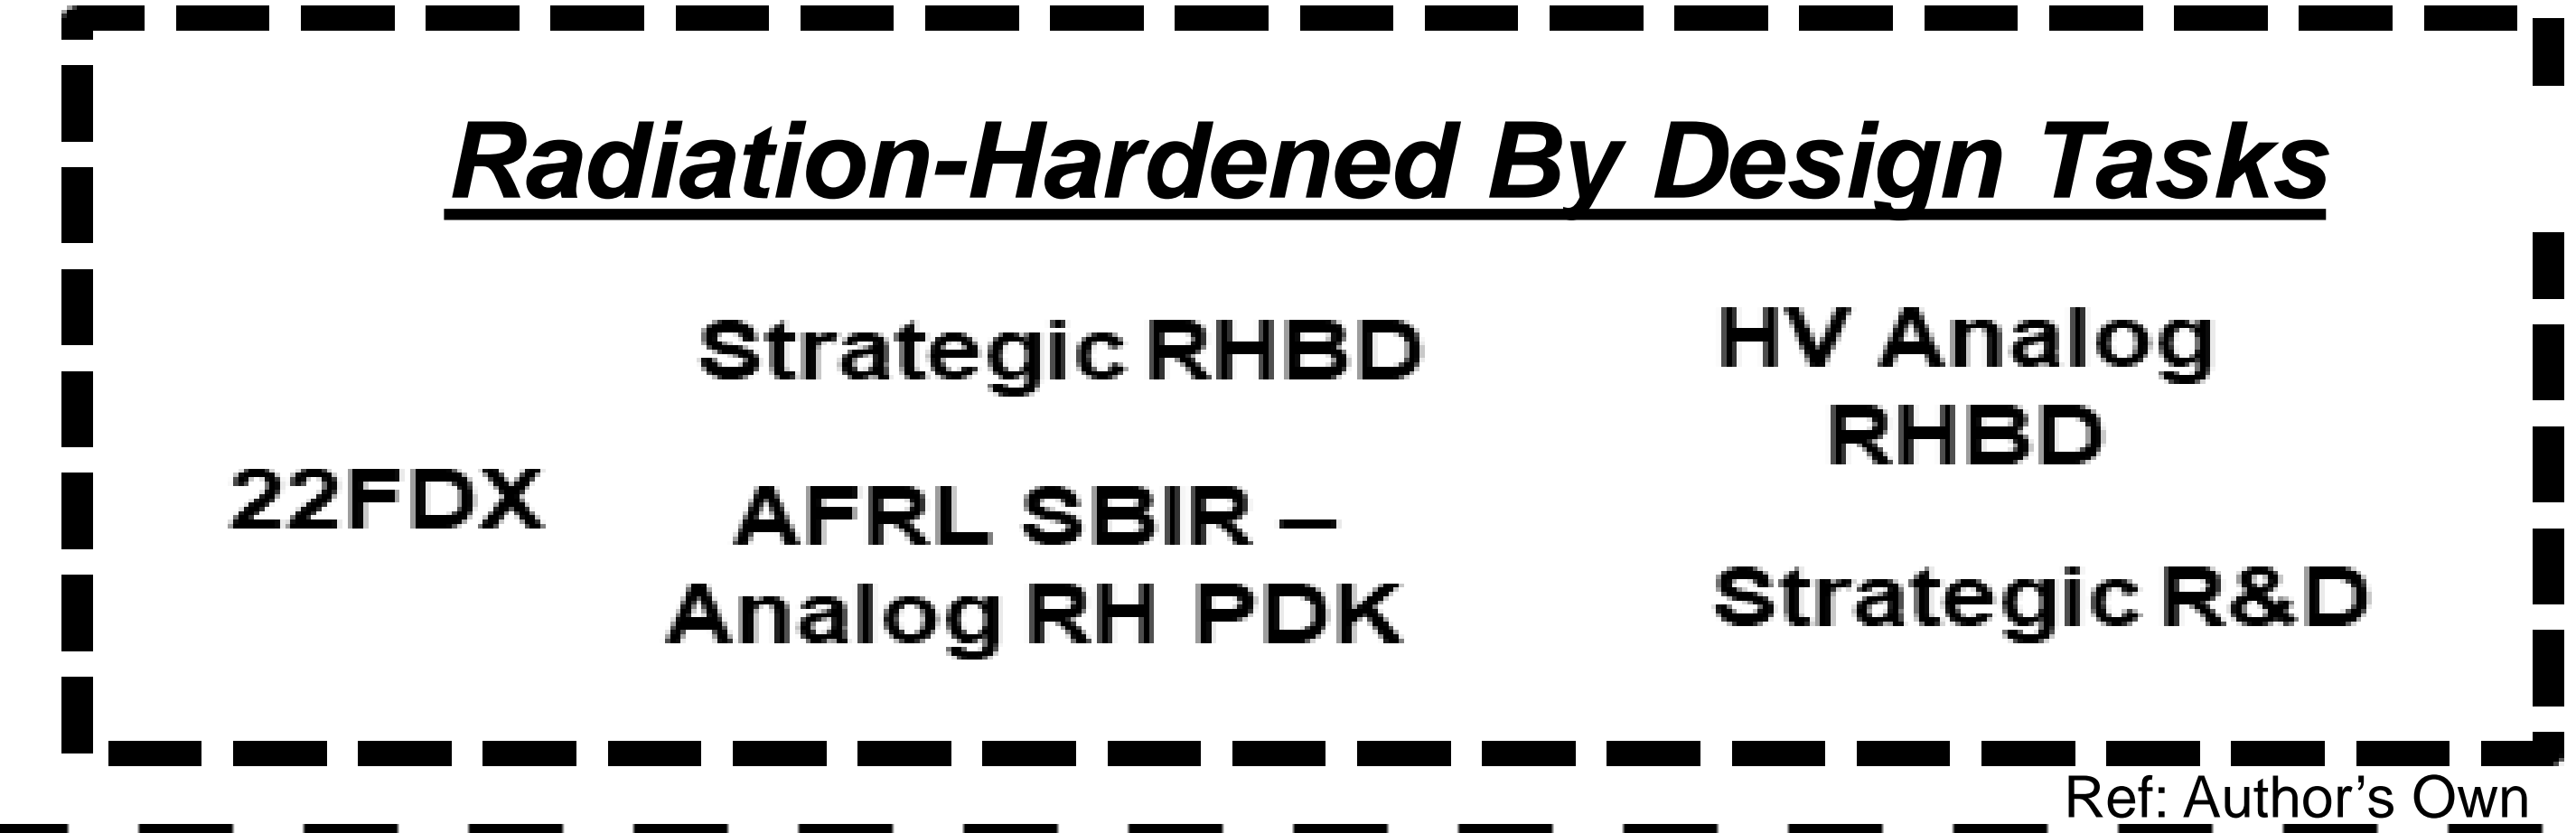 Radiation-Hardened By Design Tasks
22FDX
Strategic RHBD
AFRL SBIR –
Analog RH PDK
HV Analog
RHBD
Strategic R&D
Ref: Author’s Own